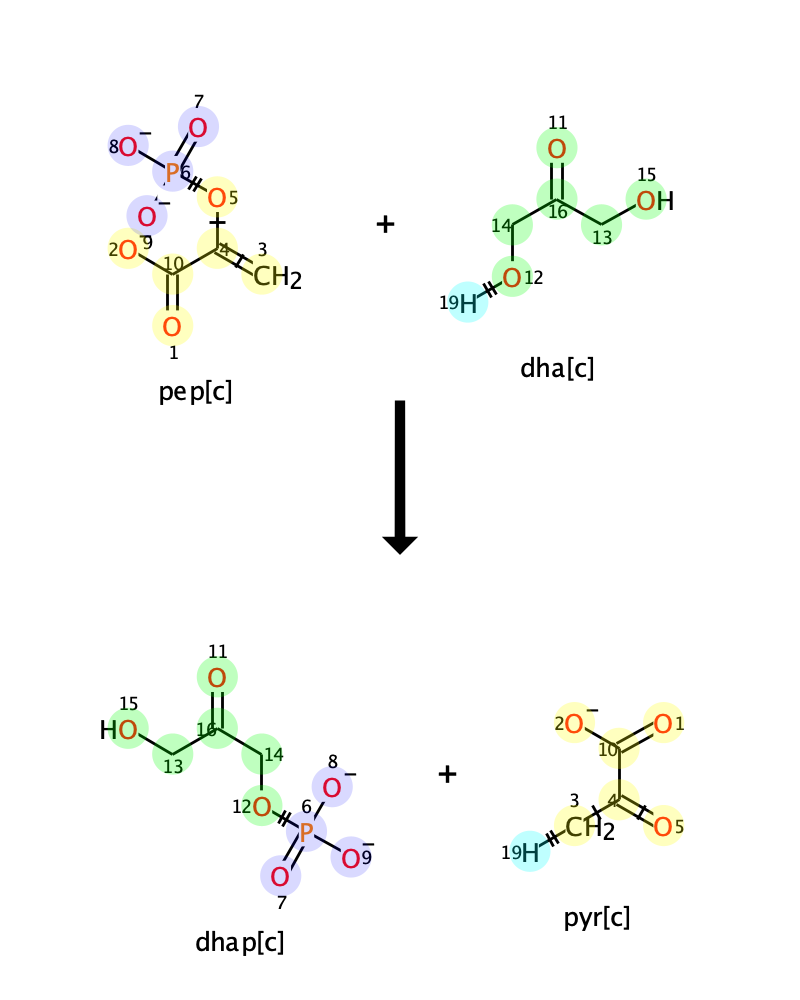 7
O
8O−
P6
O5
O−
9
2O−
10
4
3
CH2
O
1
pep[c]
+
11
O
15
OH
16
14
13
O12
19H
dha[c]
11
O
15
HO
16
13
14
12O
6
P
8
O−
O−9
O
7
dhap[c]
+
2O−
O1
10
3
4
CH2
O5
19H
pyr[c]